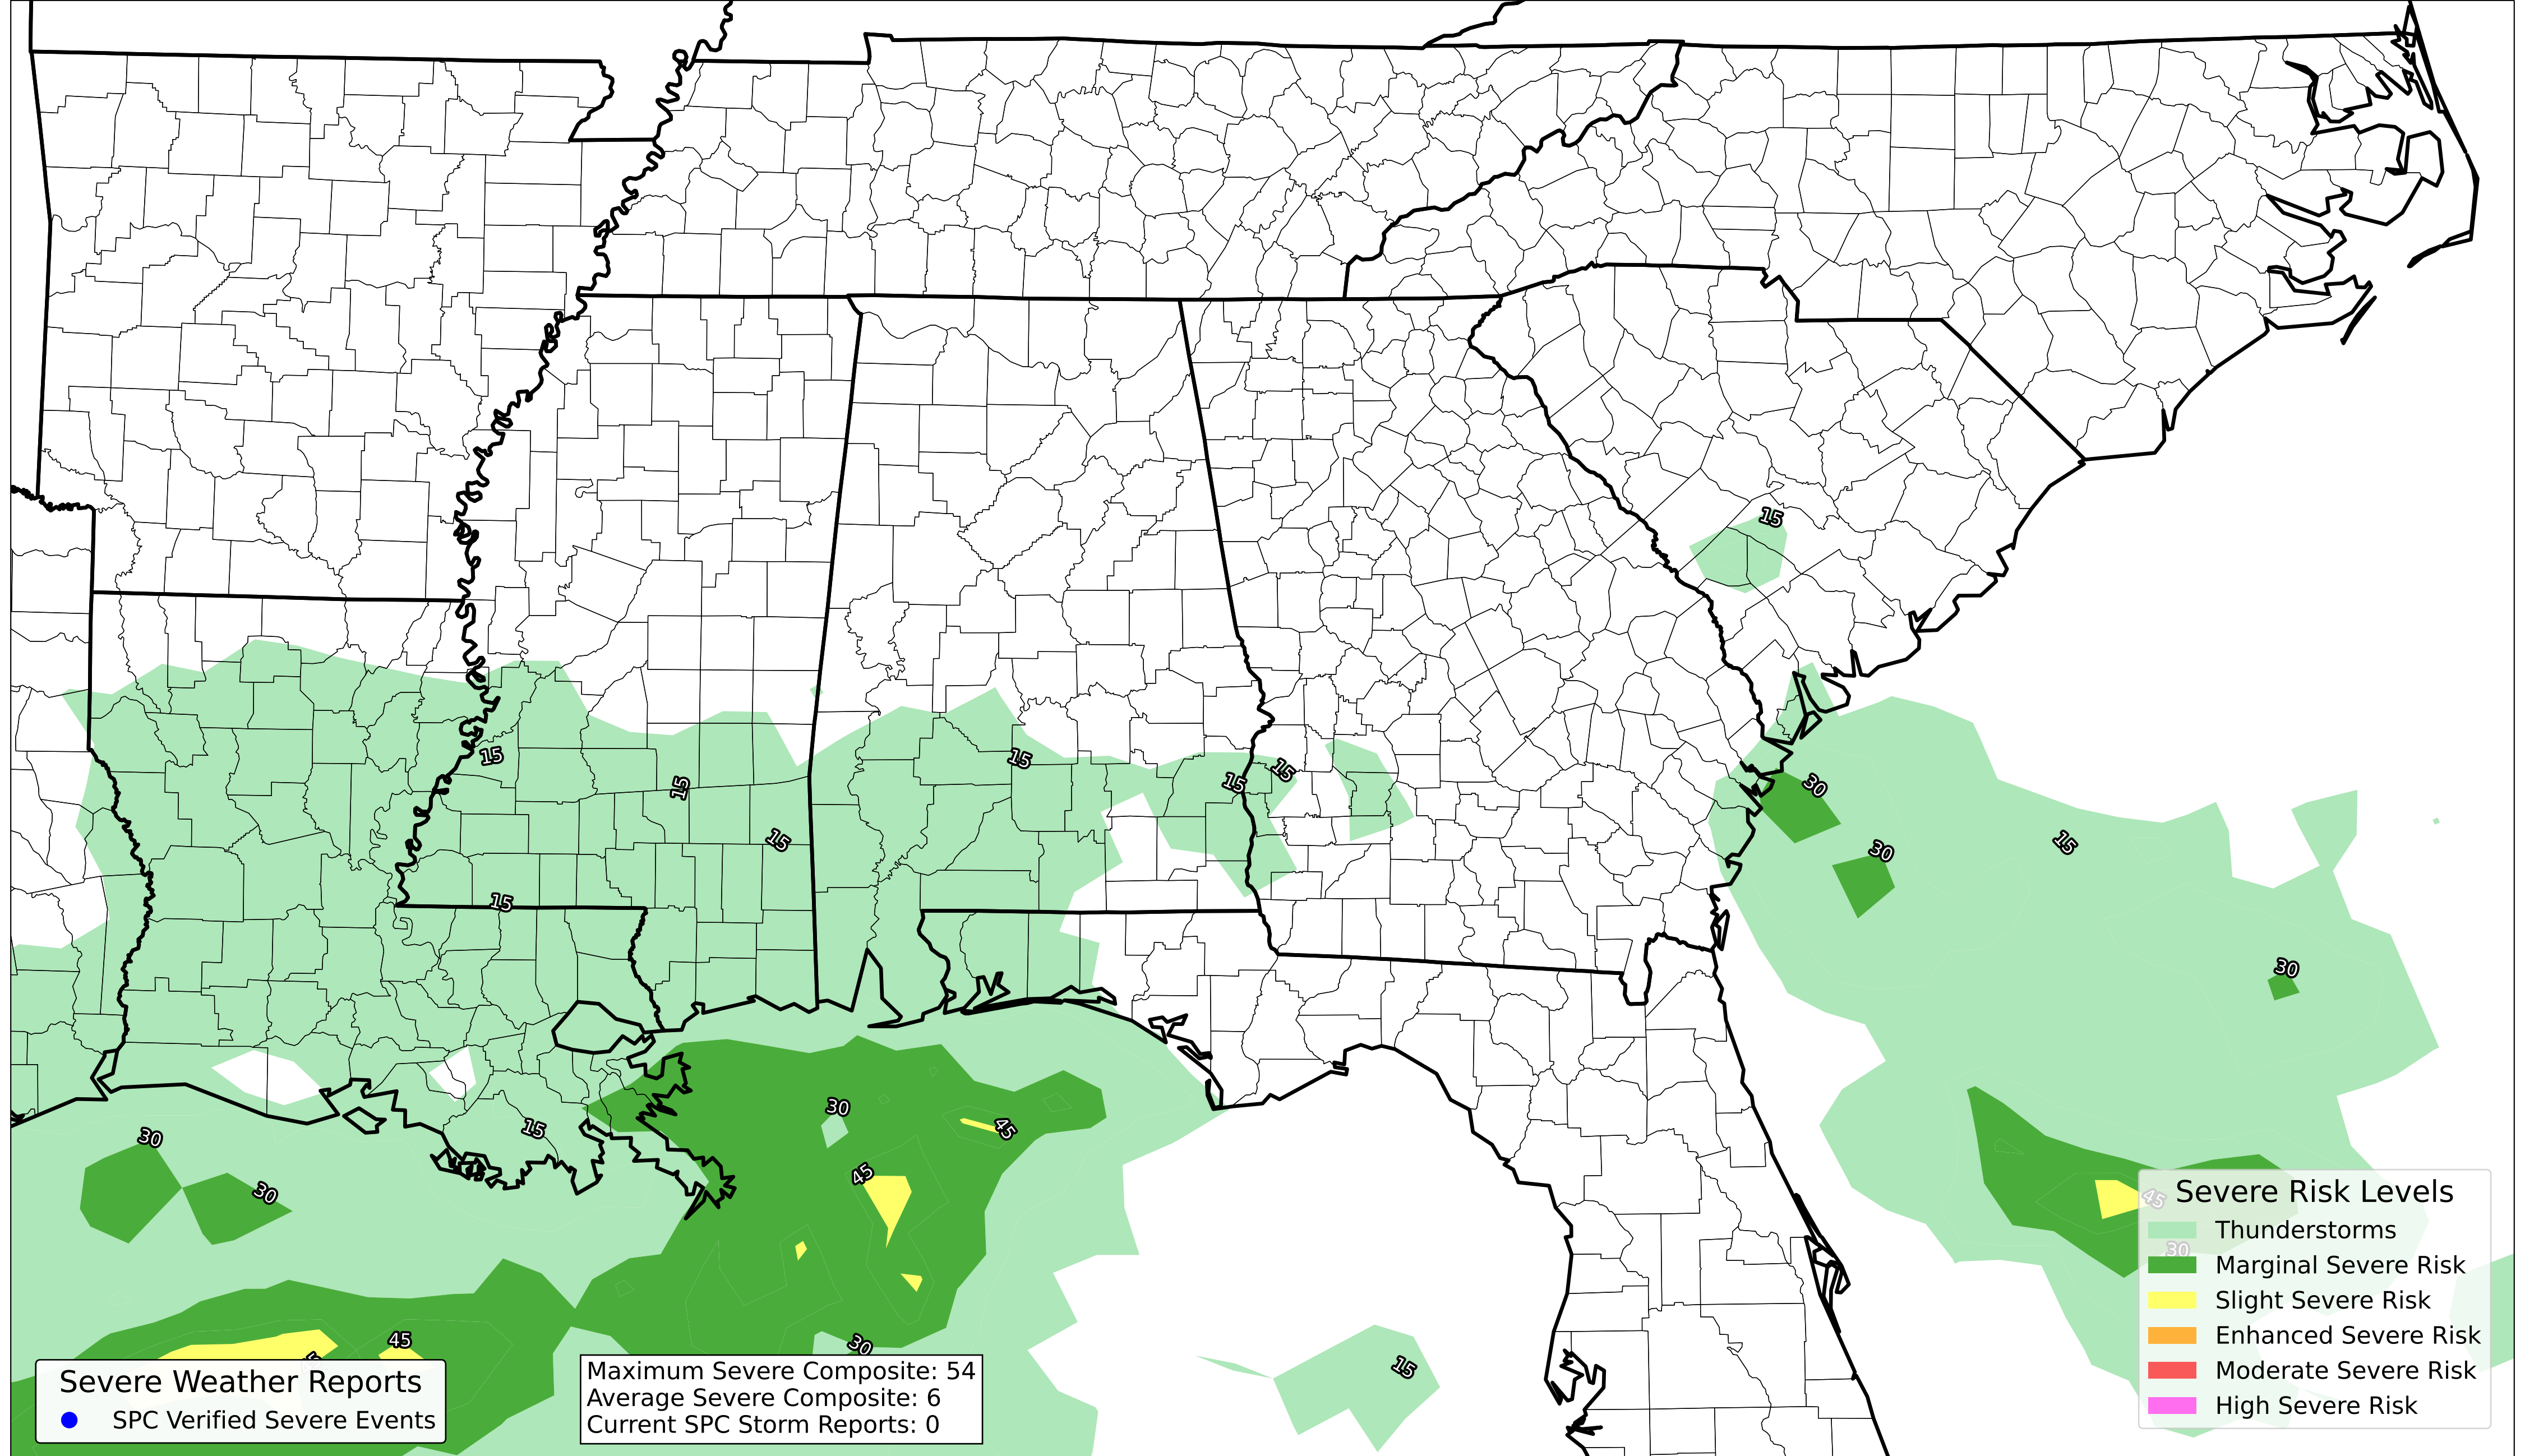 15
15
15
15
15
15
15
30
15
30
15
15
30
30
45
15
30
45
30
45
30
45
30
15
Severe Risk Levels
Thunderstorms
Marginal Severe Risk
Slight Severe Risk
Enhanced Severe Risk
Moderate Severe Risk
High Severe Risk
Severe Weather Reports
SPC Verified Severe Events
Maximum Severe Composite: 54
Average Severe Composite: 6
Current SPC Storm Reports: 0